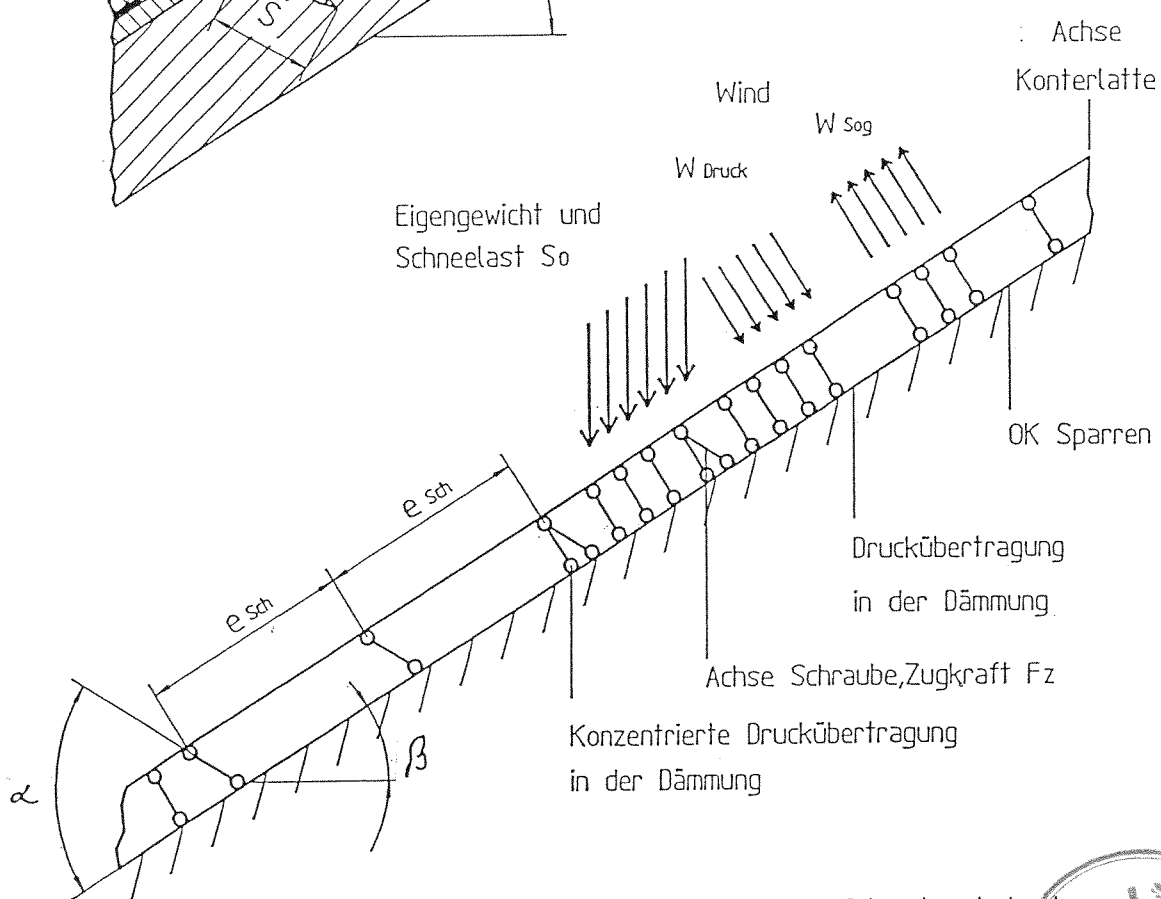 S
: Achse
Konterlatte
Wind
W Sog
W Druck
Eigengewicht und
Schneelast So
e Sch
e Sch
OK Sparren
Druckübertragung
in der Dämmung
Achse Schraube,Zugkraft Fz
Konzentrierte Druckübertragung
in der Dämmung
α
β